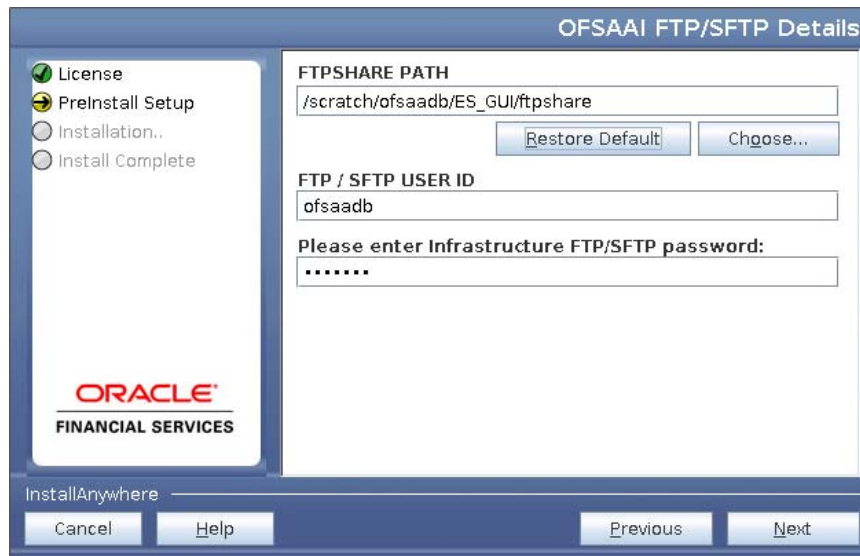 OFSAAI FTP/SFTP Details
License
PreInstall Setup
Installation..
Install Complete
ORACLE
FINANCIAL SERVICES
FTPSHARE PATH
/scratch/ofsaadb/ES_GUI/ftpshare
Restore Default
Choose...
FTP / SFTP USER ID
ofsaadb
Please enter Infrastructure FTP/SFTP password:
•••••••
InstallAnywhere
Cancel Help Previous Next